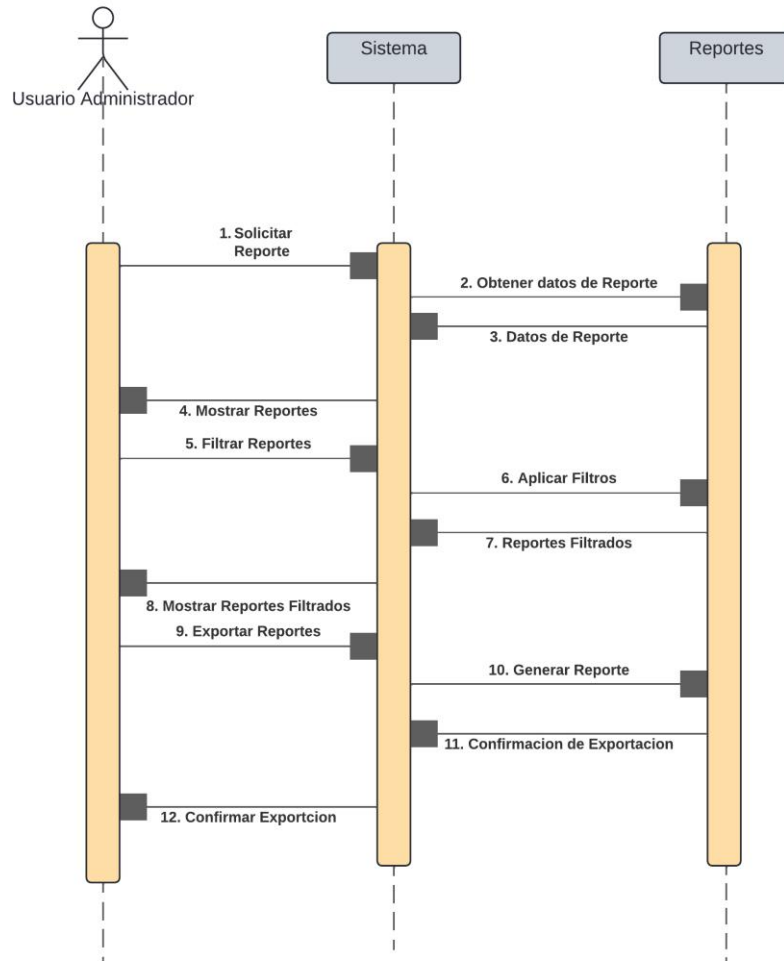 Sistema
Reportes
Usuario Administrador
1. Solicitar
Reporte
2. Obtener datos de Reporte
3. Datos de Reporte
4. Mostrar Reportes
5. Filtrar Reportes
6. Aplicar Filtros
7. Reportes Filtrados
8. Mostrar Reportes Filtrados
9. Exportar Reportes
10. Generar Reporte
11. Confirmacion de Exportacion
12. Confirmar Exportcion